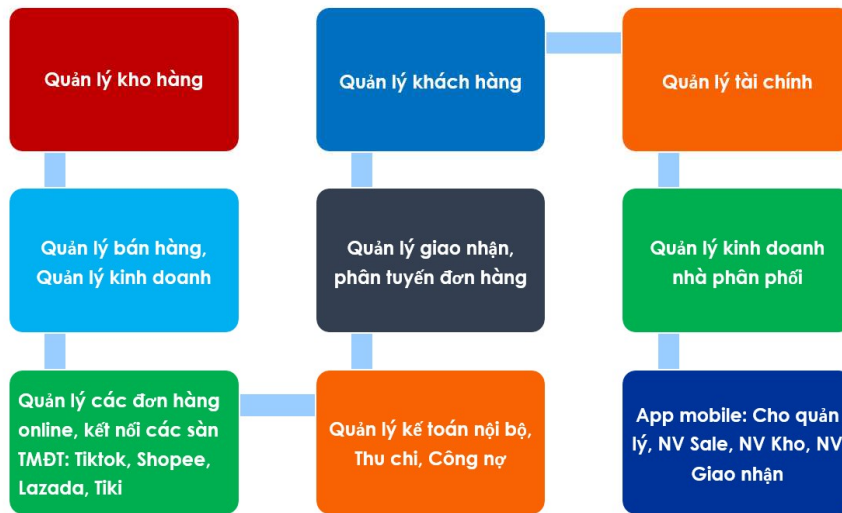 Quản lý kho hàng
Quản lý khách hàng
Quản lý tài chính
Quản lý bán hàng,
Quản lý kinh doanh
Quản lý giao nhận,
phân tuyến đơn hàng
Quản lý kinh doanh
nhà phân phối
Quản lý các đơn hàng
online, kết nối các sàn
TMĐT: Tiktok, Shopee,
Lazada, Tiki
Quản lý kế toán nội bộ,
Thu chi, Công nợ
App mobile: Cho quản
lý, NV Sale, NV Kho, NV
Giao nhận